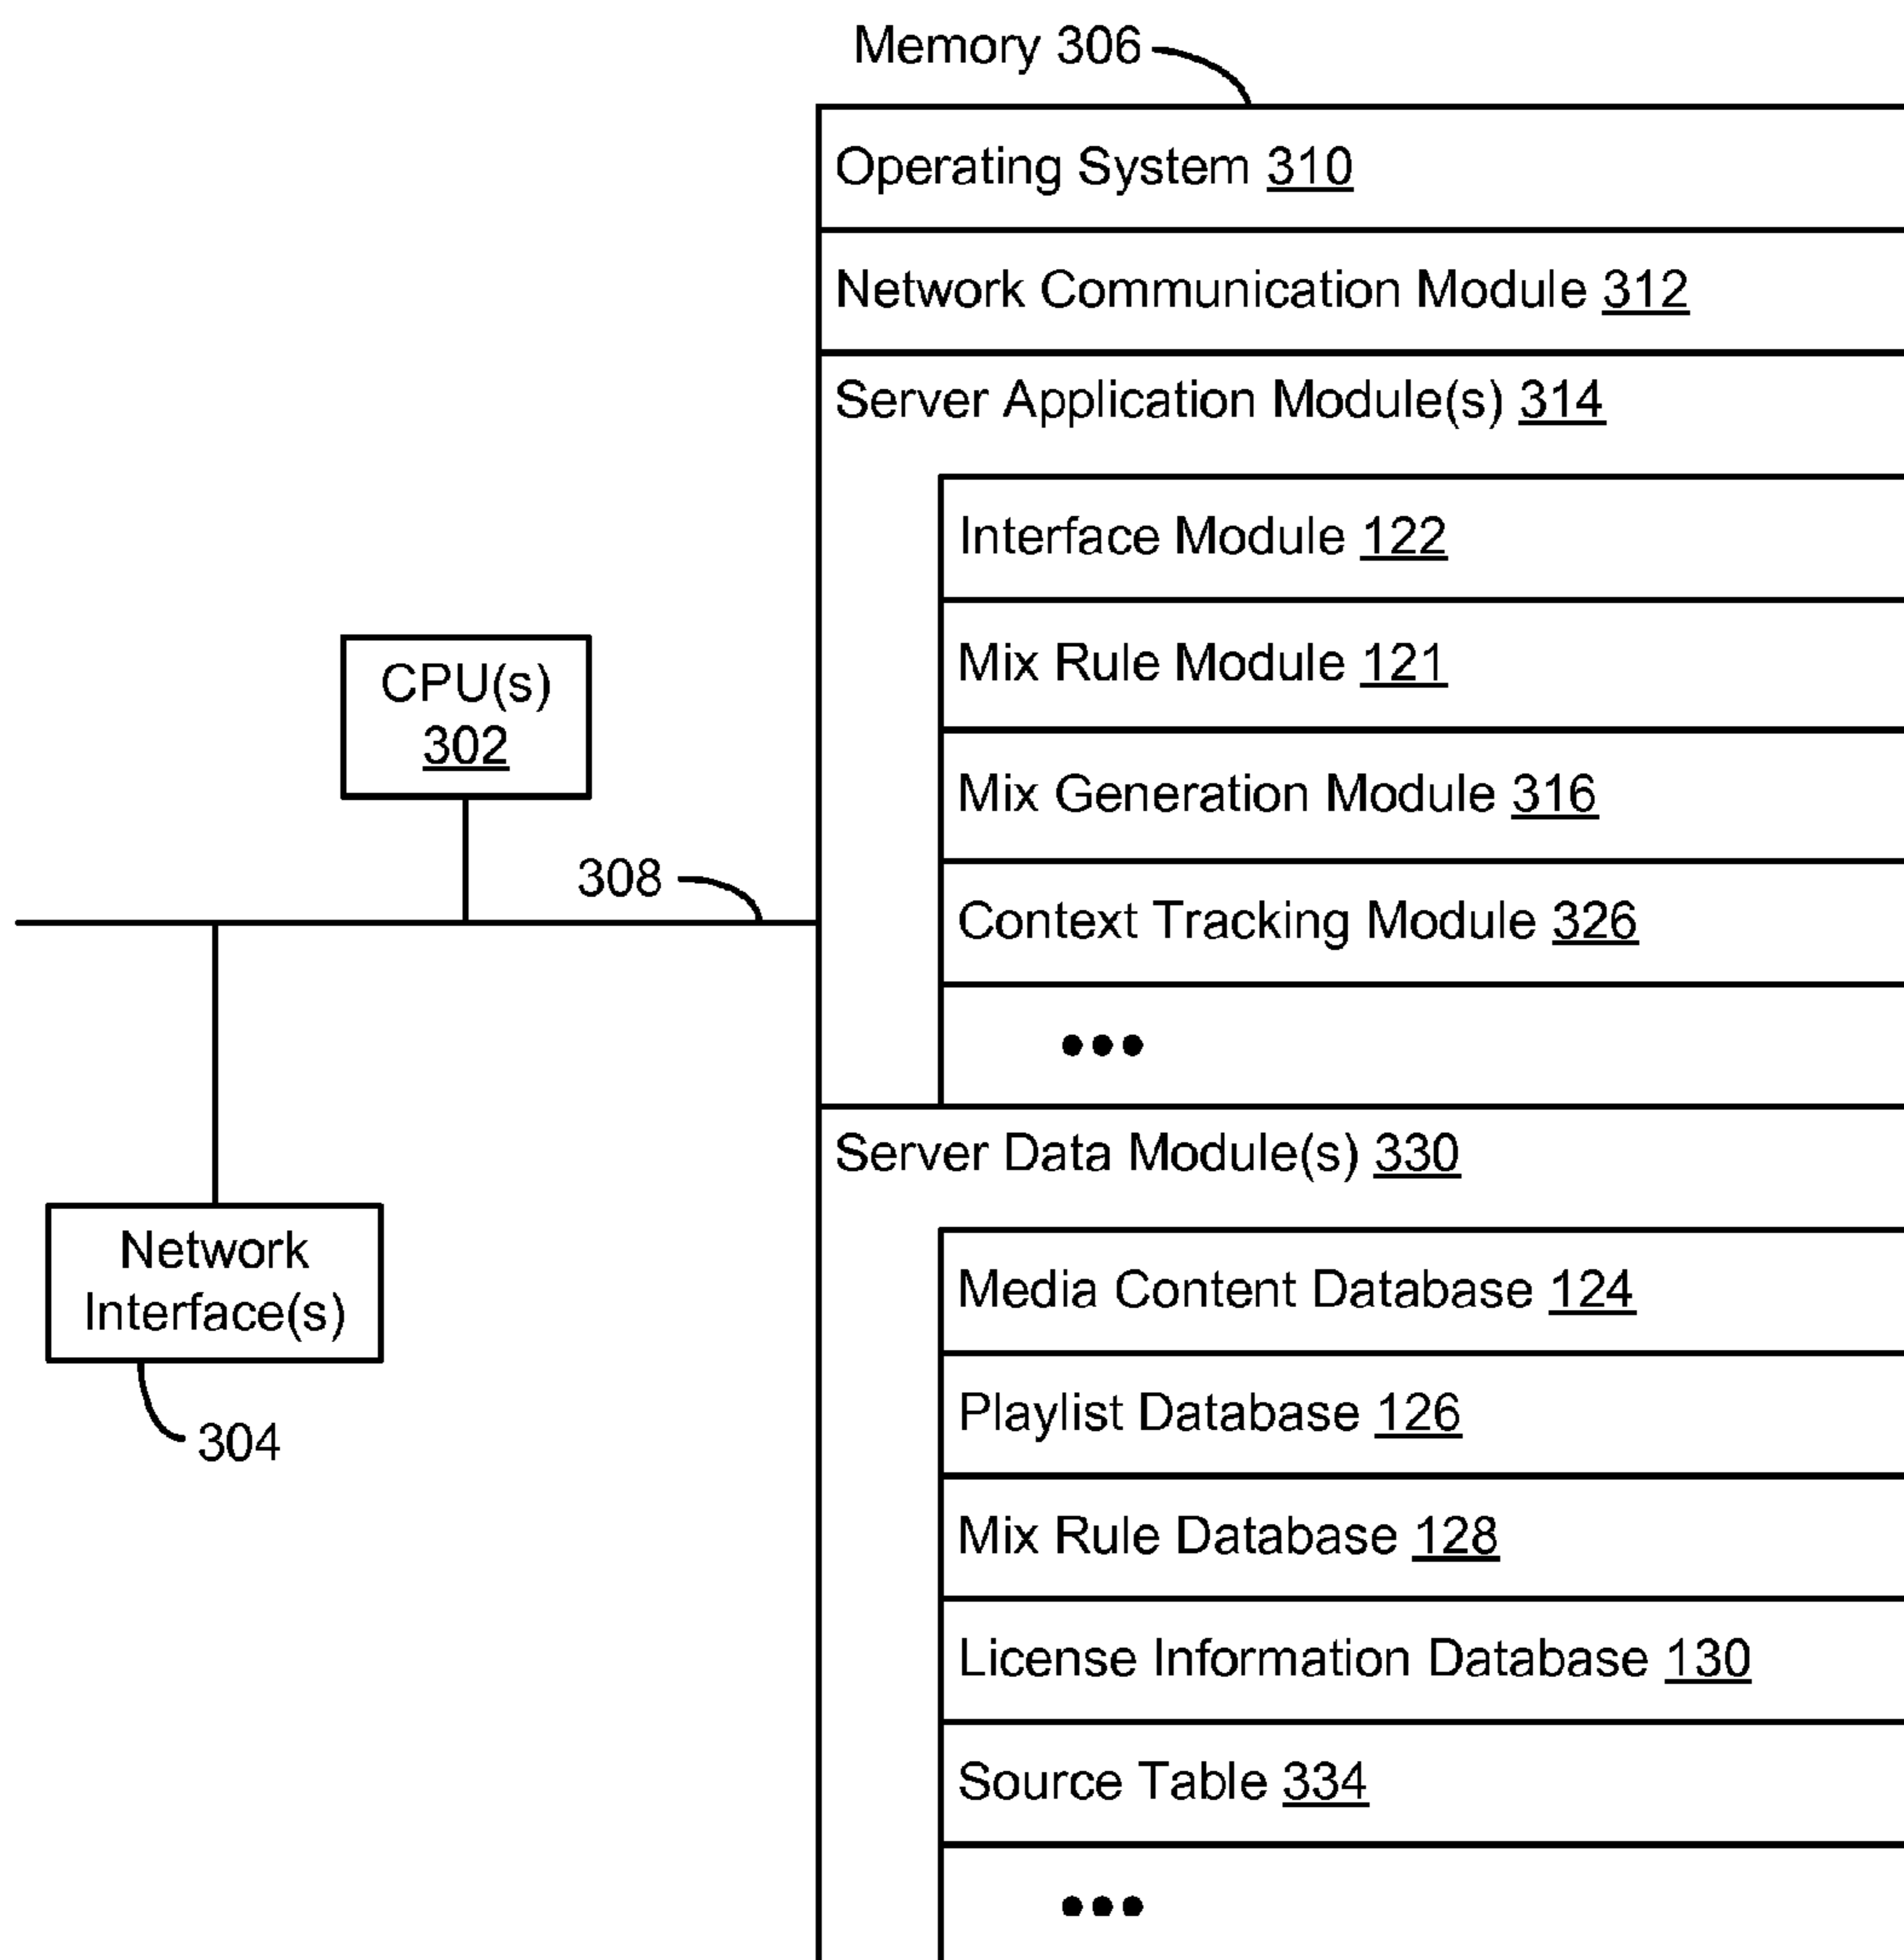 Memory 306
Operating System 310
Network Communication Module 312
Server Application Module(s) 314
Interface Module 122
Mix Rule Module 121
Mix Generation Module 316
Context Tracking Module 326
•••
CPU(s)
302
308
Network
Interface(s)
304
Server Data Module(s) 330
Media Content Database 124
Playlist Database 126
Mix Rule Database 128
License Information Database 130
Source Table 334
•••